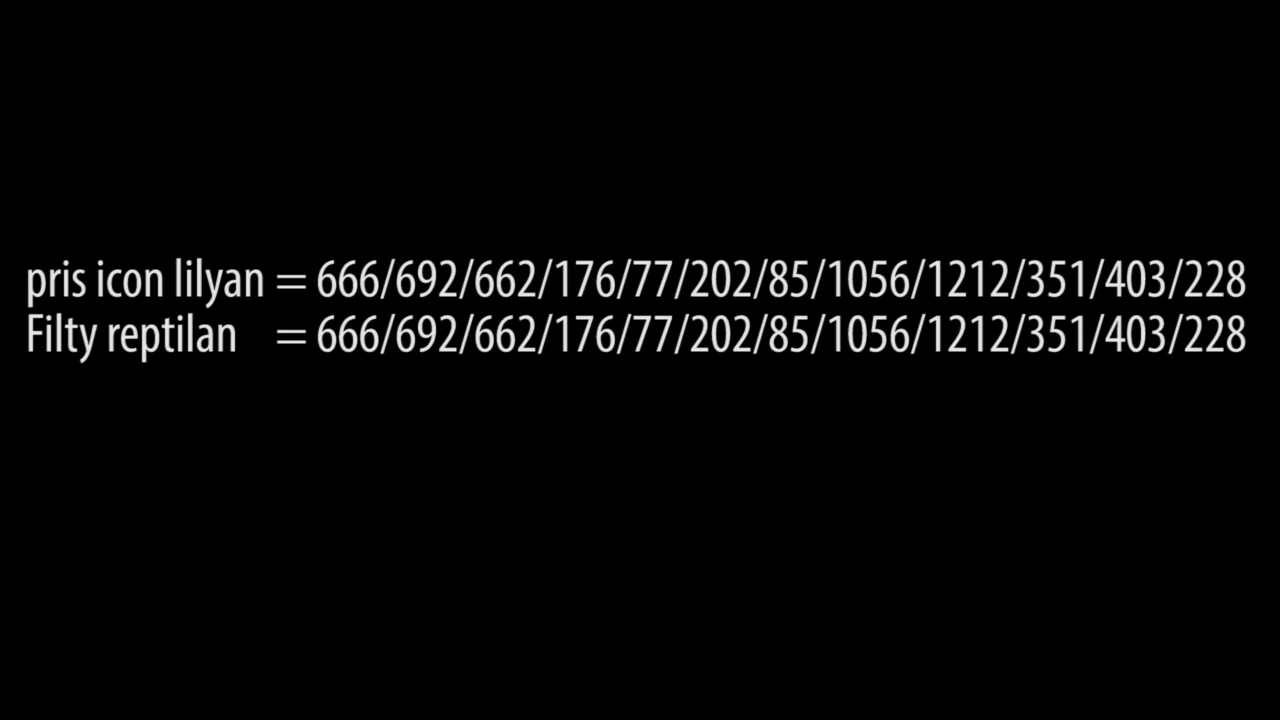 pris icon lilyan = 666/692/662/176/77/202/85/1056/1212/351/403/228
Filty reptilan = 666/692/662/176/77/202/85/1056/1212/351/403/228